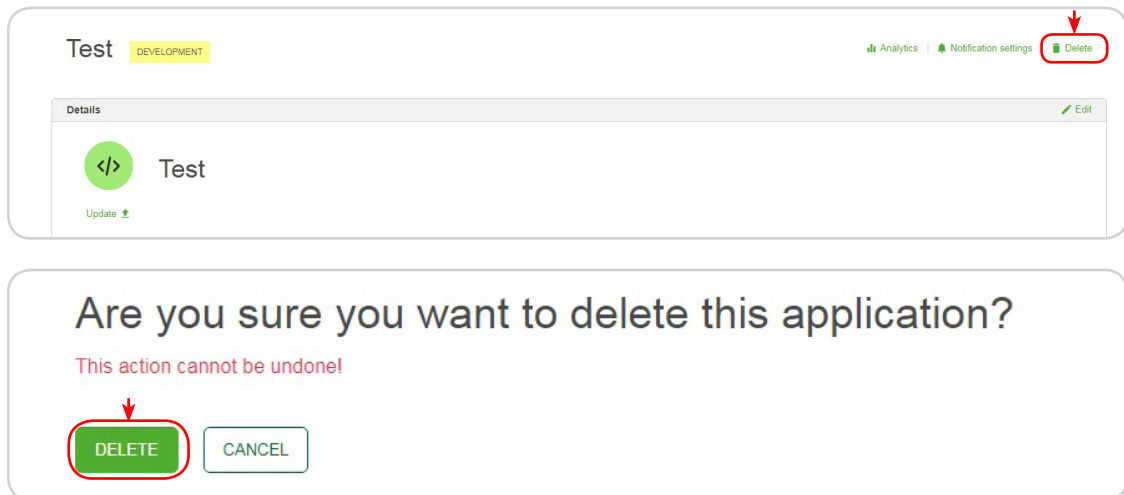 Test DEVELOPMENT Analytics Notification settings Delete
Details Edit
</> Test
Update
Are you sure you want to delete this application?
This action cannot be undone!
DELETE CANCEL